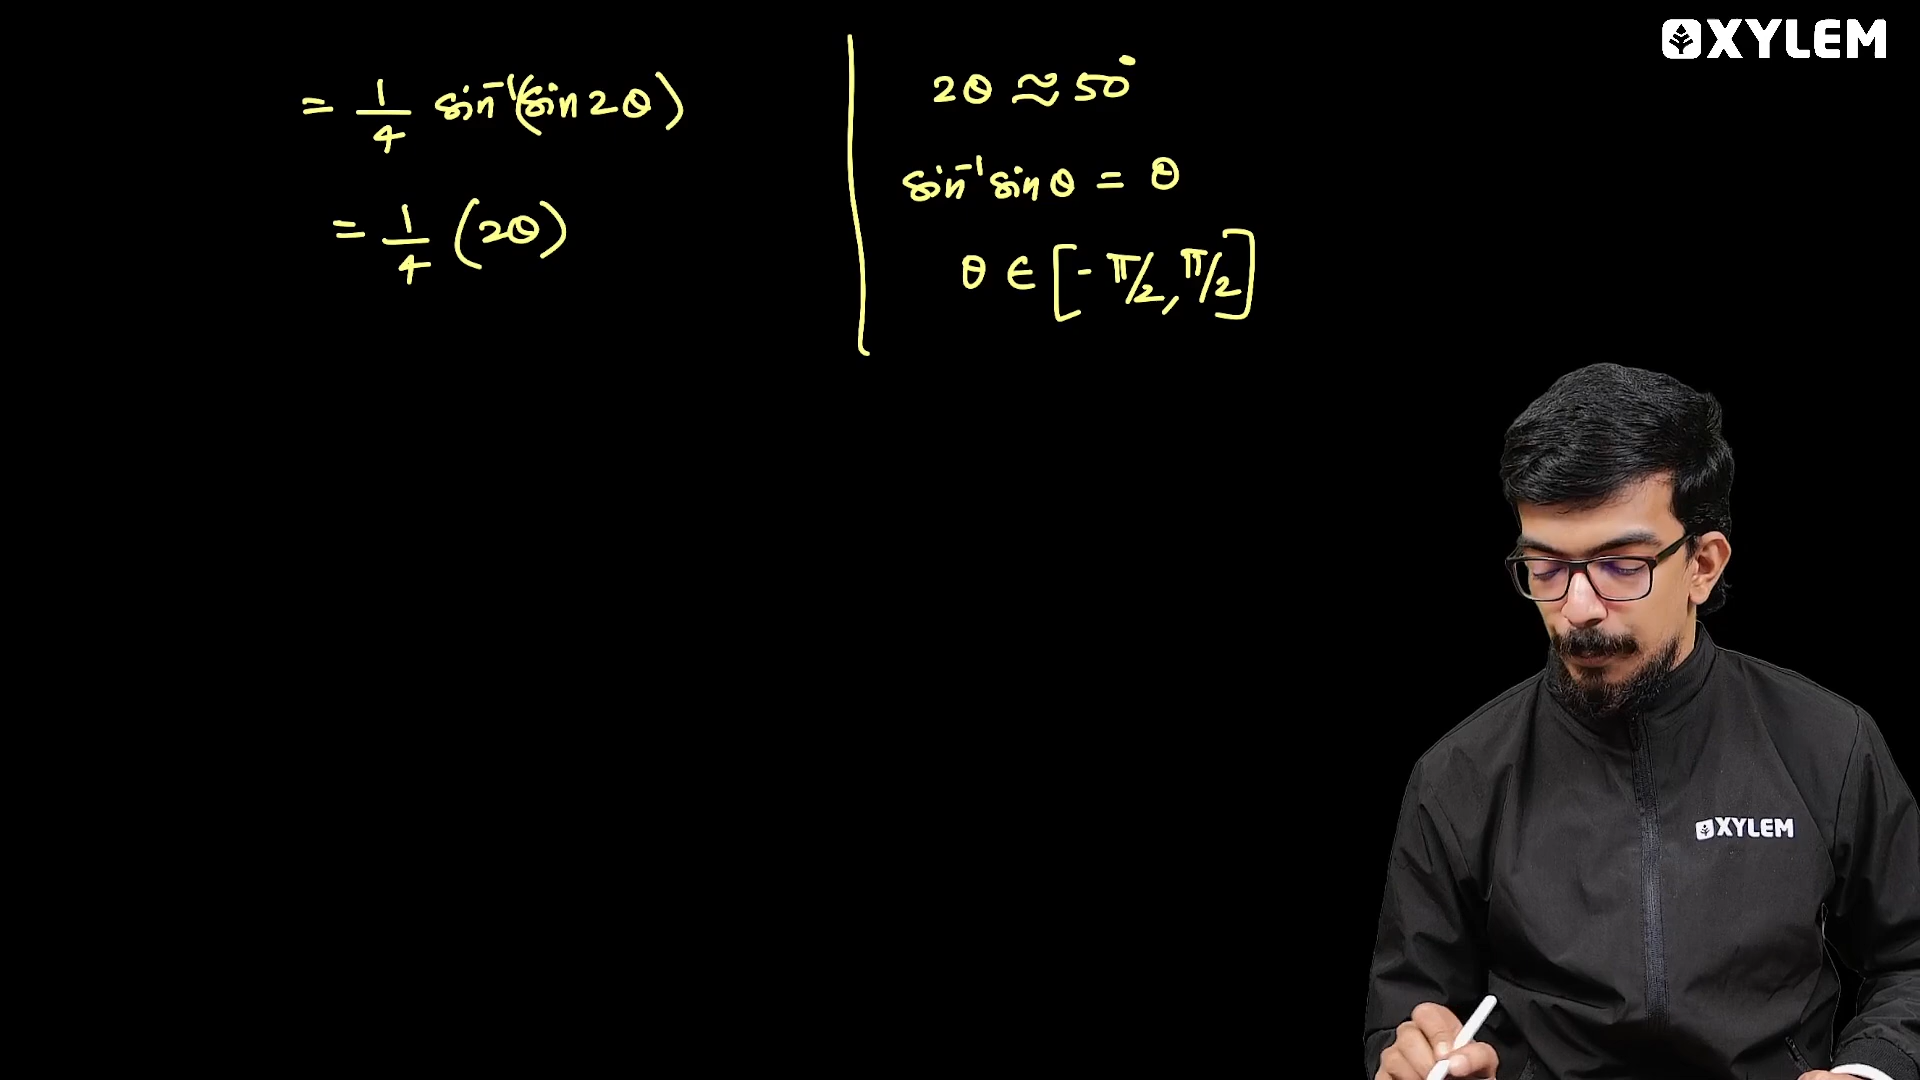 = 1/4 sin⁻¹(sin 2θ)
= 1/4 (2θ)
2θ ≈ 50°
sin⁻¹ sin θ = θ
θ ∈ [-π/2, π/2]
XYLEM
XYLEM